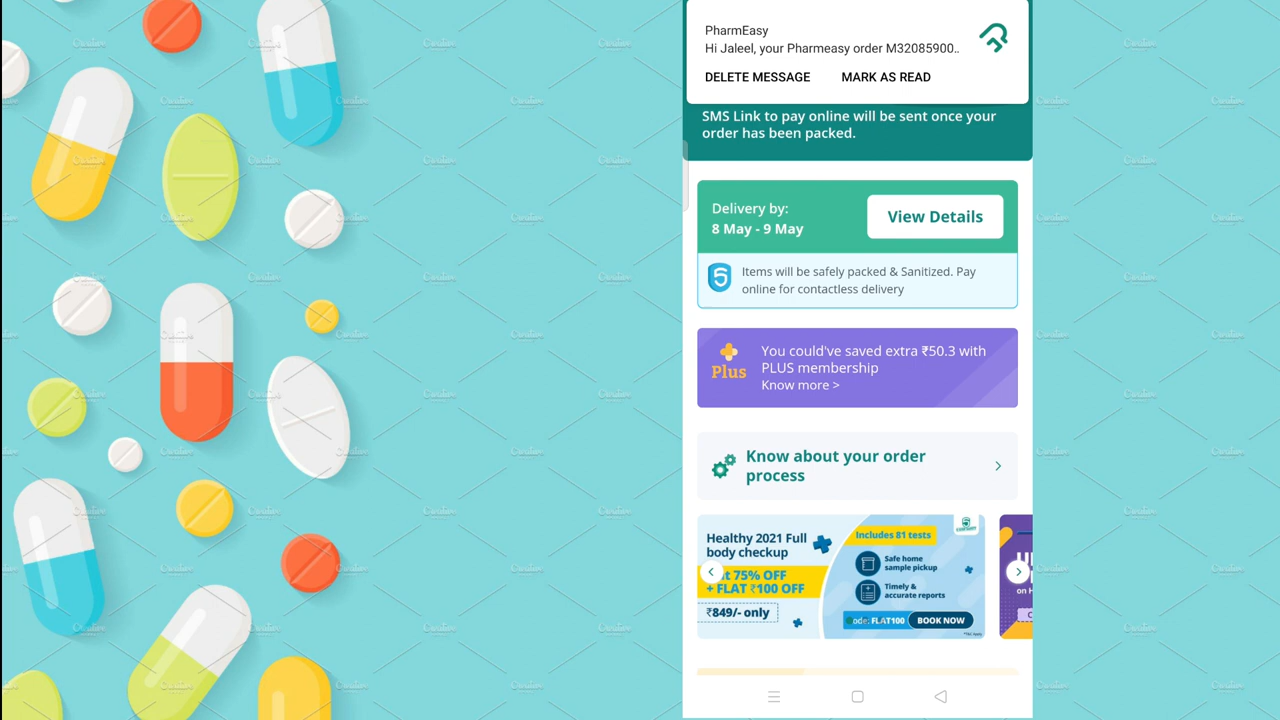 PharmEasy
Hi Jaleel, your Pharmeasy order M32085900..
DELETE MESSAGE MARK AS READ
SMS Link to pay online will be sent once your
order has been packed.
Delivery by:
8 May - 9 May
View Details
Items will be safely packed & Sanitized. Pay
online for contactless delivery
Plus
You could've saved extra ₹50.3 with
PLUS membership
Know more >
Know about your order
process
Healthy 2021 Full
body checkup
75% OFF
+ FLAT ₹100 OFF
₹849/- only
Includes 81 tests
Safe home
sample pickup
Timely &
accurate reports
Code: FLAT100 BOOK NOW
on